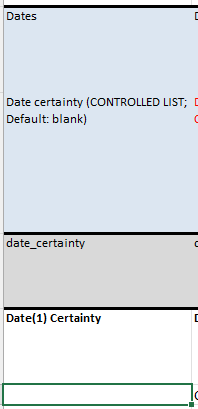 Dates
Date certainty (CONTROLLED LIST;
Default: blank)
date_certainty
Date(1) Certainty